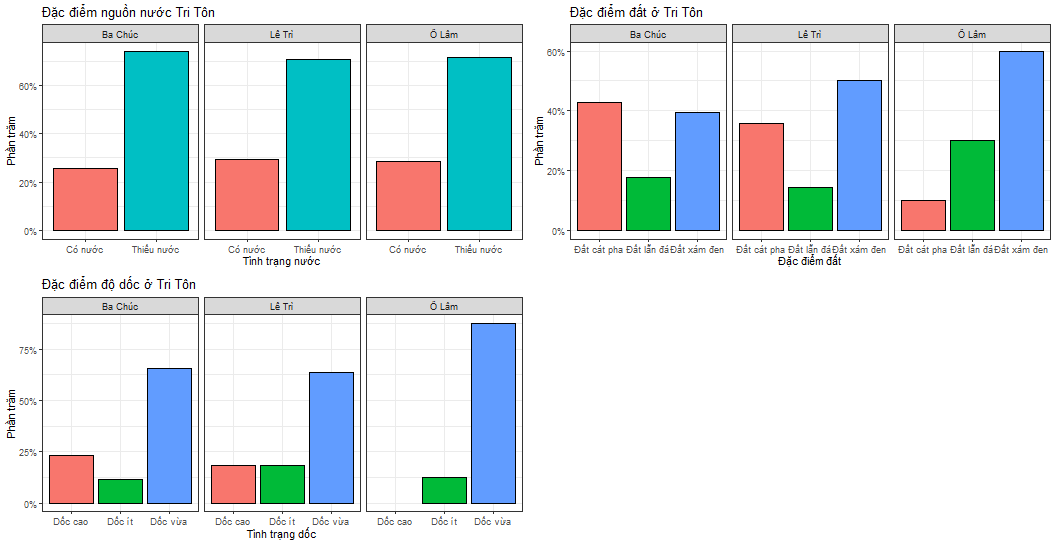 Đặc điểm nguồn nước Tri Tôn
Ba Chúc
Lê Trì
Ô Lâm
Phần trăm
60%
40%
20%
0%
Có nước
Thiếu nước
Có nước
Thiếu nước
Có nước
Thiếu nước
Tình trạng nước
Đặc điểm đất ở Tri Tôn
Ba Chúc
Lê Trì
Ô Lâm
Phần trăm
60%
40%
20%
0%
Đất cát pha
Đất lẫn đá
Đất xám đen
Đất cát pha
Đất lẫn đá
Đất xám đen
Đất cát pha
Đất lẫn đá
Đất xám đen
Đặc điểm đất
Đặc điểm độ dốc ở Tri Tôn
Ba Chúc
Lê Trì
Ô Lâm
Phần trăm
75%
50%
25%
0%
Dốc cao
Dốc ít
Dốc vừa
Dốc cao
Dốc ít
Dốc vừa
Dốc cao
Dốc ít
Dốc vừa
Tình trạng dốc